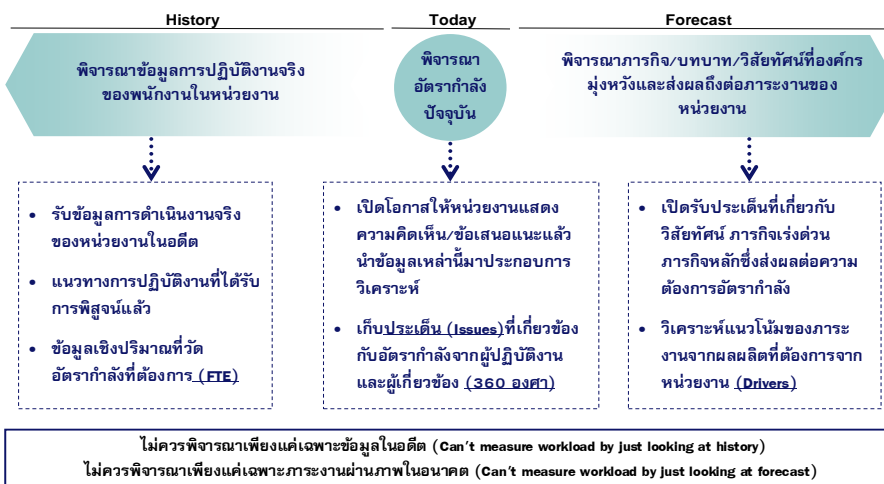 History
Today
Forecast
พิจารณาข้อมูลการปฏิบัติงานจริง
ของพนักงานในหน่วยงาน
พิจารณา
อัตรากำลัง
ปัจจุบัน
พิจารณาภารกิจ/บทบาท/วิสัยทัศน์ที่องค์กร
มุ่งหวังและส่งผลถึงต่อภาระงานของ
หน่วยงาน
• รับข้อมูลการดำเนินงานจริง
ของหน่วยงานในอดีต
• แนวทางการปฏิบัติงานที่ได้รับ
การพิสูจน์แล้ว
• ข้อมูลเชิงปริมาณที่วัด
อัตรากำลังที่ต้องการ (FTE)
• เปิดโอกาสให้หน่วยงานแสดง
ความคิดเห็น/ข้อเสนอแนะแล้ว
นำข้อมูลเหล่านี้มาประกอบการ
วิเคราะห์
• เก็บประเด็น (Issues)ที่เกี่ยวข้อง
กับอัตรากำลังจากผู้ปฏิบัติงาน
และผู้เกี่ยวข้อง (360 องศา)
• เปิดรับประเด็นที่เกี่ยวกับ
วิสัยทัศน์ ภารกิจเร่งด่วน
ภารกิจหลักซึ่งส่งผลต่อความ
ต้องการอัตรากำลัง
• วิเคราะห์แนวโน้มของภาระ
งานจากผลผลิตที่ต้องการจาก
หน่วยงาน (Drivers)
ไม่ควรพิจารณาเพียงแค่เฉพาะข้อมูลในอดีต (Can't measure workload by just looking at history)
ไม่ควรพิจารณาเพียงแค่เฉพาะภาระงานผ่านภาพในอนาคต (Can't measure workload by just looking at forecast)